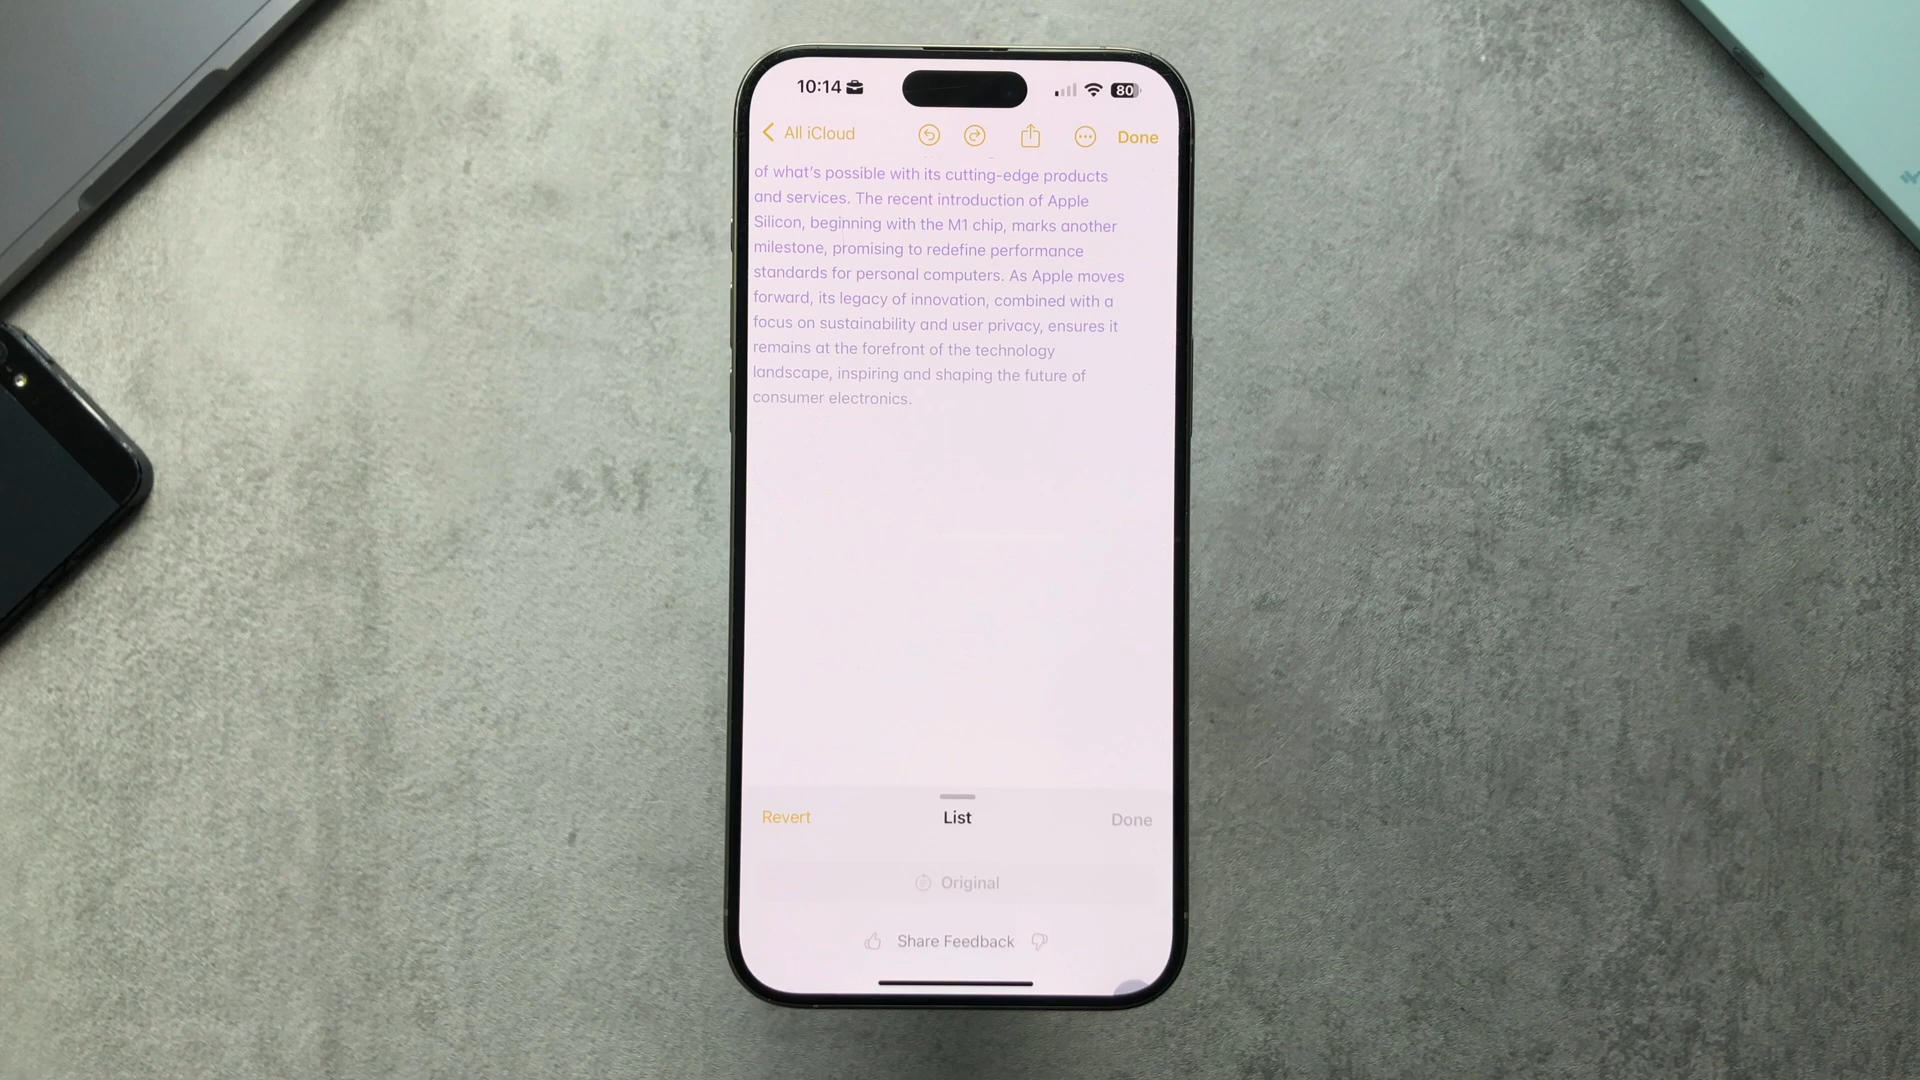 10:14
80
All iCloud
Done
of what's possible with its cutting-edge products
and services. The recent introduction of Apple
Silicon, beginning with the M1 chip, marks another
milestone, promising to redefine performance
standards for personal computers. As Apple moves
forward, its legacy of innovation, combined with a
focus on sustainability and user privacy, ensures it
remains at the forefront of the technology
landscape, inspiring and shaping the future of
consumer electronics.
Revert
List
Done
Original
Share Feedback